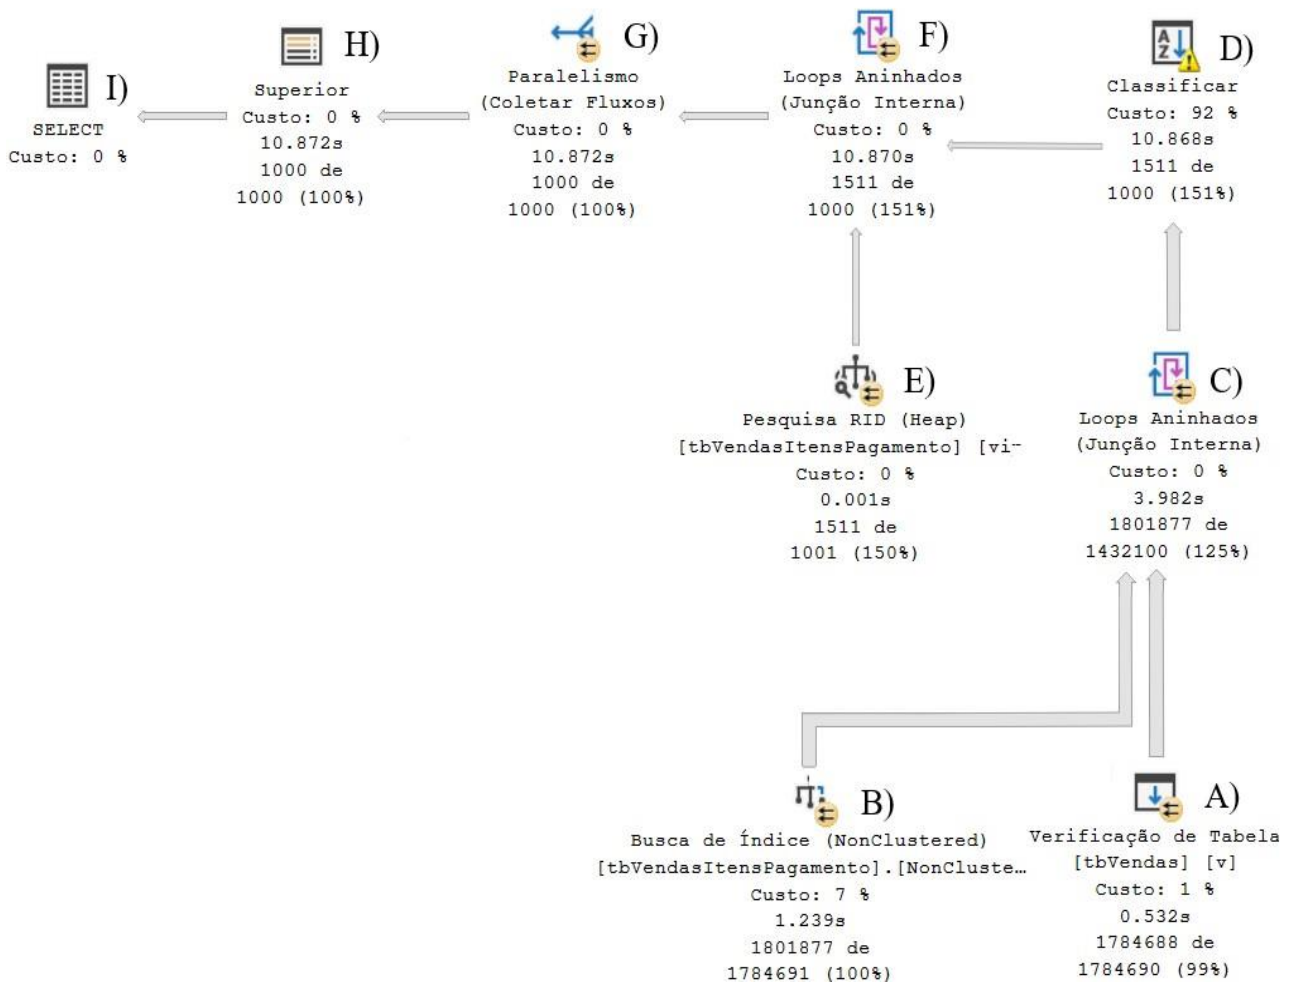 I)
SELECT
Custo: 0 %
H)
Superior
Custo: 0 %
10.872s
1000 de
1000 (100%)
G)
Paralelismo
(Coletar Fluxos)
Custo: 0 %
10.872s
1000 de
1000 (100%)
F)
Loops Aninhados
(Junção Interna)
Custo: 0 %
10.870s
1511 de
1000 (151%)
A
Z
D)
Classificar
Custo: 92 %
10.868s
1511 de
1000 (151%)
E)
Pesquisa RID (Heap)
[tbVendasItensPagamento] [vi-
Custo: 0 %
0.001s
1511 de
1001 (150%)
C)
Loops Aninhados
(Junção Interna)
Custo: 0 %
3.982s
1801877 de
1432100 (125%)
B)
Busca de Índice (NonClustered)
[tbVendasItensPagamento].[NonCluste…
Custo: 7 %
1.239s
1801877 de
1784691 (100%)
A)
Verificação de Tabela
[tbVendas] [v]
Custo: 1 %
0.532s
1784688 de
1784690 (99%)